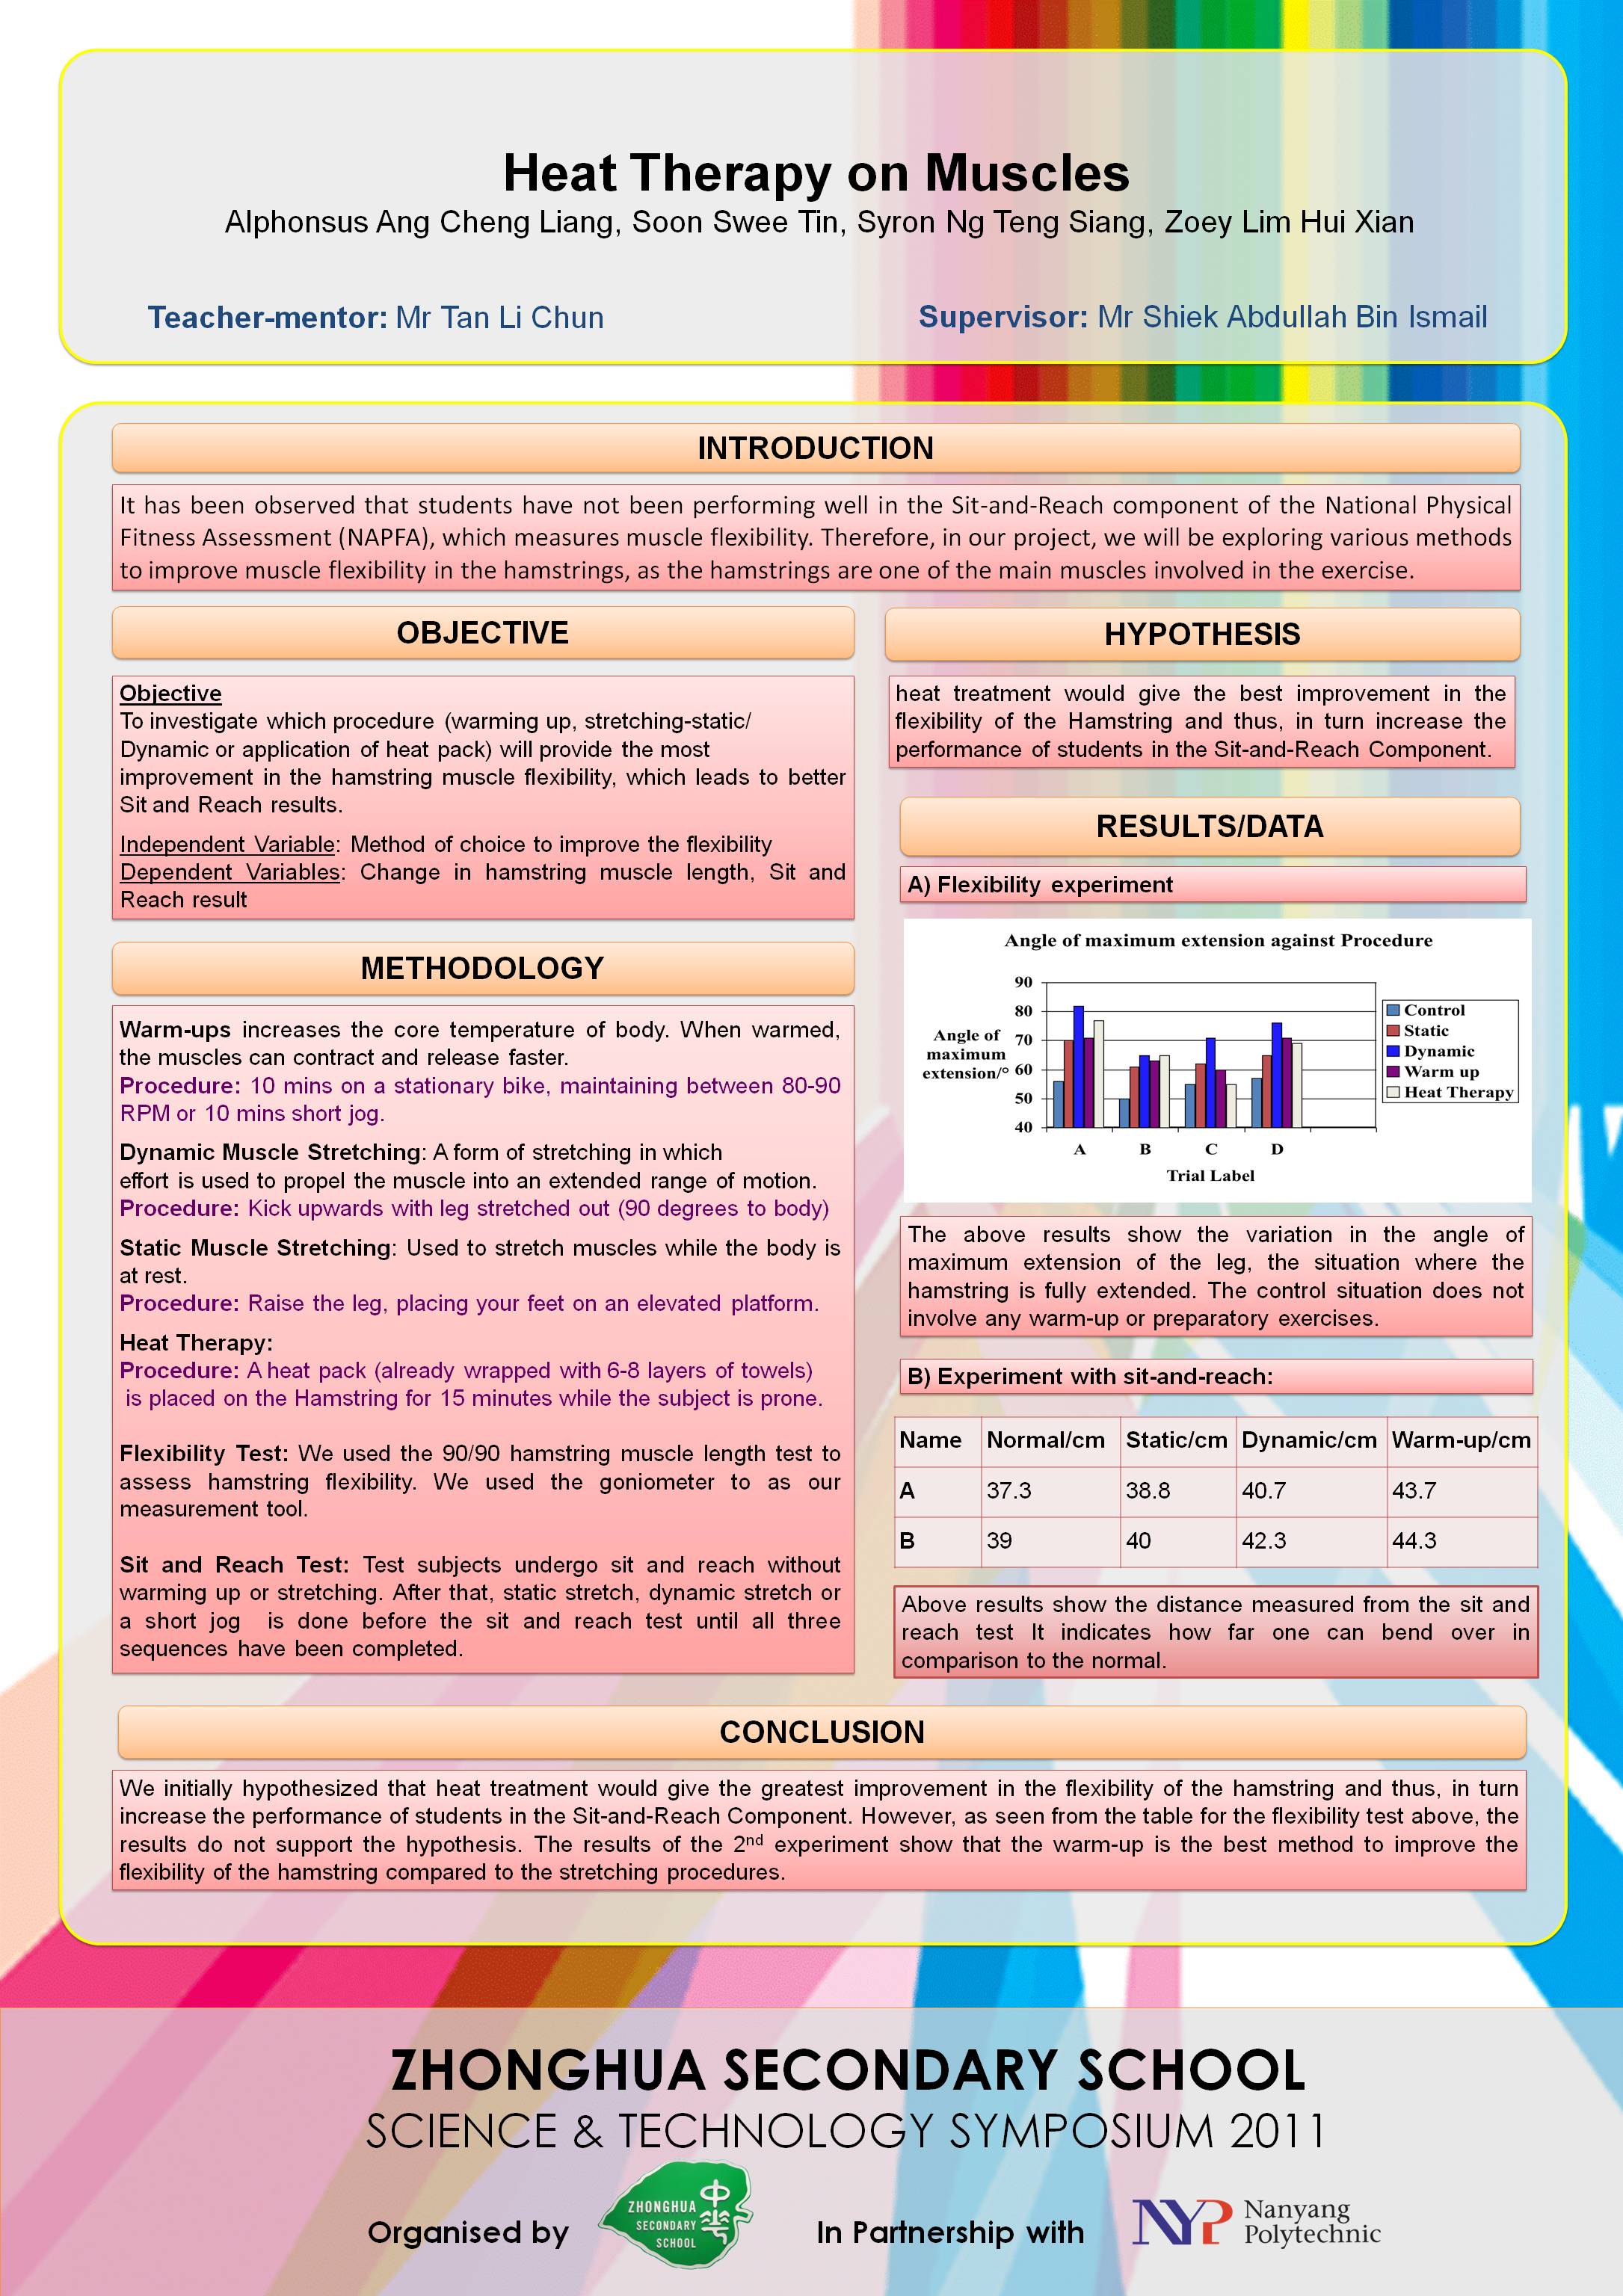 Heat Therapy on Muscles
Alphonsus Ang Cheng Liang, Soon Swee Tin, Syron Ng Teng Siang, Zoey Lim Hui Xian
Teacher-mentor: Mr Tan Li Chun
Supervisor: Mr Shiek Abdullah Bin Ismail
INTRODUCTION
It has been observed that students have not been performing well in the Sit-and-Reach component of the National Physical
Fitness Assessment (NAPFA), which measures muscle flexibility. Therefore, in our project, we will be exploring various methods
to improve muscle flexibility in the hamstrings, as the hamstrings are one of the main muscles involved in the exercise.
OBJECTIVE
Objective
To investigate which procedure (warming up, stretching-static/
Dynamic or application of heat pack) will provide the most
improvement in the hamstring muscle flexibility, which leads to better
Sit and Reach results.
Independent Variable: Method of choice to improve the flexibility
Dependent Variables: Change in hamstring muscle length, Sit and
Reach result
METHODOLOGY
Warm-ups increases the core temperature of body. When warmed,
the muscles can contract and release faster.
Procedure: 10 mins on a stationary bike, maintaining between 80-90
RPM or 10 mins short jog.
Dynamic Muscle Stretching: A form of stretching in which
effort is used to propel the muscle into an extended range of motion.
Procedure: Kick upwards with leg stretched out (90 degrees to body)
Static Muscle Stretching: Used to stretch muscles while the body is
at rest.
Procedure: Raise the leg, placing your feet on an elevated platform.
Heat Therapy:
Procedure: A heat pack (already wrapped with 6-8 layers of towels)
is placed on the Hamstring for 15 minutes while the subject is prone.
Flexibility Test: We used the 90/90 hamstring muscle length test to
assess hamstring flexibility. We used the goniometer to as our
measurement tool.
Sit and Reach Test: Test subjects undergo sit and reach without
warming up or stretching. After that, static stretch, dynamic stretch or
a short jog is done before the sit and reach test until all three
sequences have been completed.
HYPOTHESIS
heat treatment would give the best improvement in the
flexibility of the Hamstring and thus, in turn increase the
performance of students in the Sit-and-Reach Component.
RESULTS/DATA
A) Flexibility experiment
Angle of maximum extension against Procedure
Angle of
maximum
extension/°
90
80
70
60
50
40
A B C D
Trial Label
Control
Static
Dynamic
Warm up
Heat Therapy
The above results show the variation in the angle of
maximum extension of the leg, the situation where the
hamstring is fully extended. The control situation does not
involve any warm-up or preparatory exercises.
B) Experiment with sit-and-reach:
Name Normal/cm Static/cm Dynamic/cm Warm-up/cm
A 37.3 38.8 40.7 43.7
B 39 40 42.3 44.3
Above results show the distance measured from the sit and
reach test It indicates how far one can bend over in
comparison to the normal.
CONCLUSION
We initially hypothesized that heat treatment would give the greatest improvement in the flexibility of the hamstring and thus, in turn
increase the performance of students in the Sit-and-Reach Component. However, as seen from the table for the flexibility test above, the
results do not support the hypothesis. The results of the 2nd experiment show that the warm-up is the best method to improve the
flexibility of the hamstring compared to the stretching procedures.
ZHONGHUA SECONDARY SCHOOL
SCIENCE & TECHNOLOGY SYMPOSIUM 2011
Organised by
ZHONGHUA
SECONDARY
SCHOOL
In Partnership with
NYP Nanyang
Polytechnic